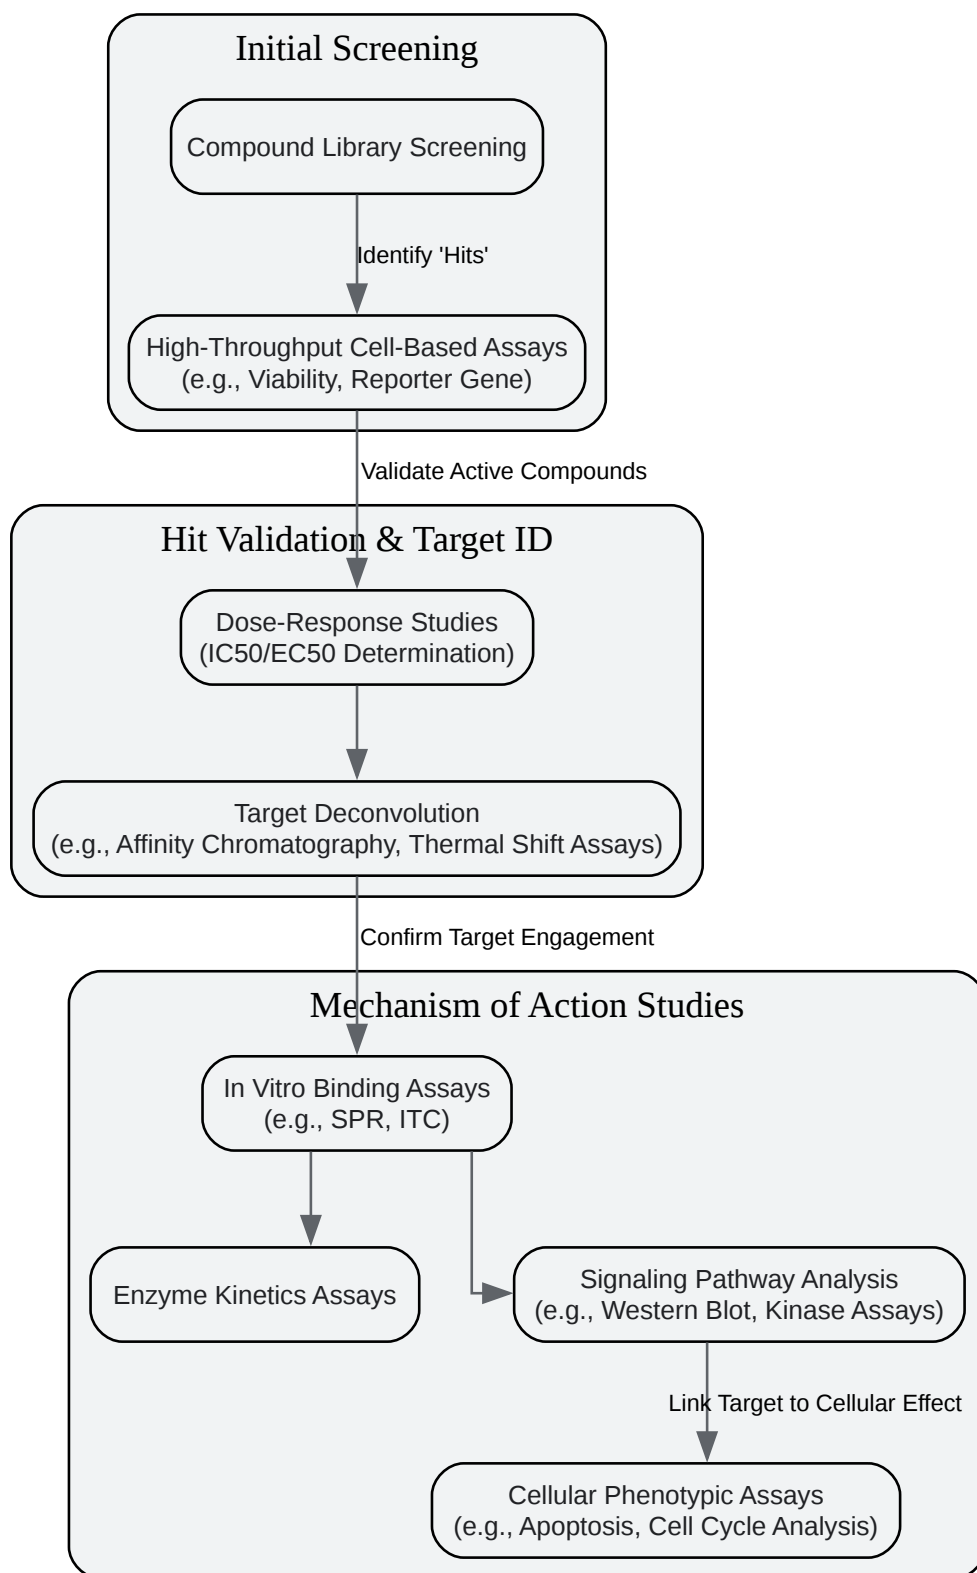 Initial Screening
Compound Library Screening
Identify 'Hits'
High-Throughput Cell-Based Assays
(e.g., Viability, Reporter Gene)
Validate Active Compounds
Hit Validation & Target ID
Dose-Response Studies
(IC50/EC50 Determination)
Target Deconvolution
(e.g., Affinity Chromatography, Thermal Shift Assays)
Confirm Target Engagement
Mechanism of Action Studies
In Vitro Binding Assays
(e.g., SPR, ITC)
Enzyme Kinetics Assays
Signaling Pathway Analysis
(e.g., Western Blot, Kinase Assays)
Link Target to Cellular Effect
Cellular Phenotypic Assays
(e.g., Apoptosis, Cell Cycle Analysis)